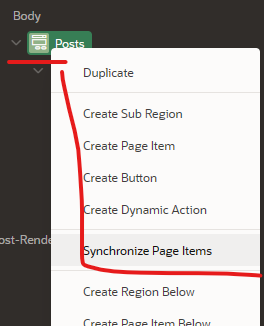 Body
Posts
Duplicate
Create Sub Region
Create Page Item
Create Button
Create Dynamic Action
ost-Rende
Synchronize Page Items
Create Region Below
Create Page Item Below